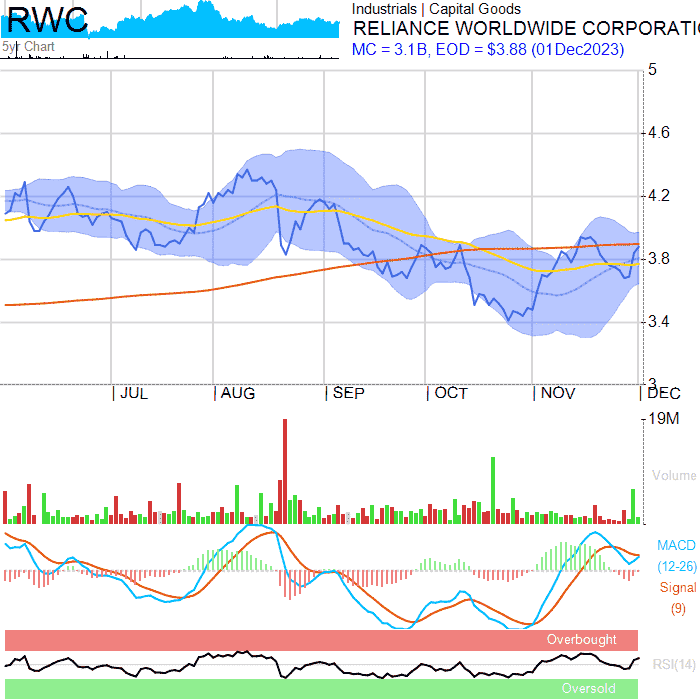 RWC
5yr Chart
Industrials | Capital Goods
RELIANCE WORLDWIDE CORPORATI
MC = 3.1B, EOD = $3.88 (01Dec2023)
5
4.6
4.2
3.8
3.4
3
JUL AUG SEP OCT NOV DEC
19M
Volume
MACD
(12-26)
Signal
(9)
Overbought
RSI(14)
Oversold